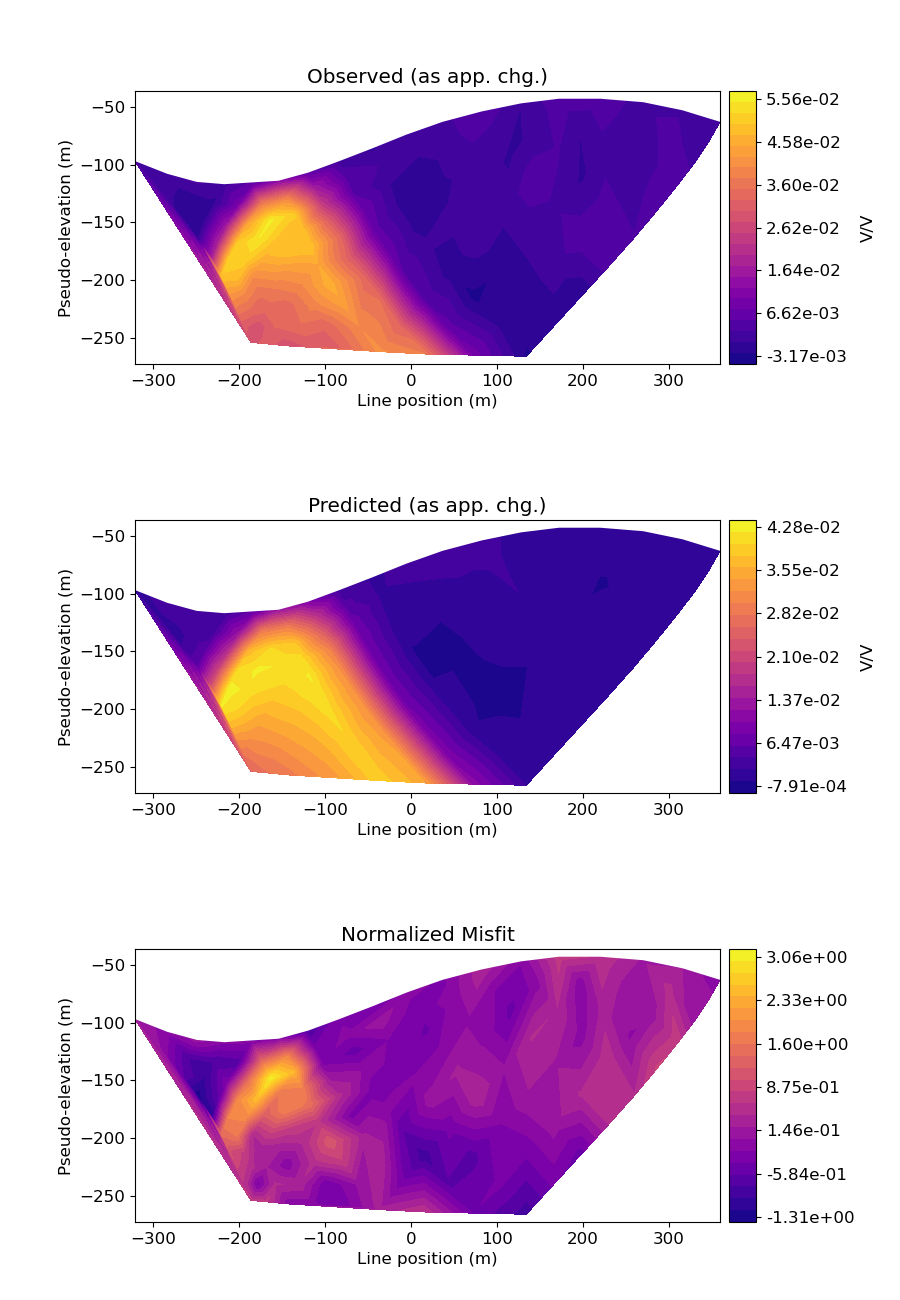 Observed (as app. chg.)
−50
−100
−150
−200
−250
Pseudo-elevation (m)
−300 −200 −100 0 100 200 300
Line position (m)
5.56e-02
4.58e-02
3.60e-02
2.62e-02
1.64e-02
6.62e-03
-3.17e-03
V/V
Predicted (as app. chg.)
−50
−100
−150
−200
−250
Pseudo-elevation (m)
−300 −200 −100 0 100 200 300
Line position (m)
4.28e-02
3.55e-02
2.82e-02
2.10e-02
1.37e-02
6.47e-03
-7.91e-04
V/V
Normalized Misfit
−50
−100
−150
−200
−250
Pseudo-elevation (m)
−300 −200 −100 0 100 200 300
Line position (m)
3.06e+00
2.33e+00
1.60e+00
8.75e-01
1.46e-01
-5.84e-01
-1.31e+00